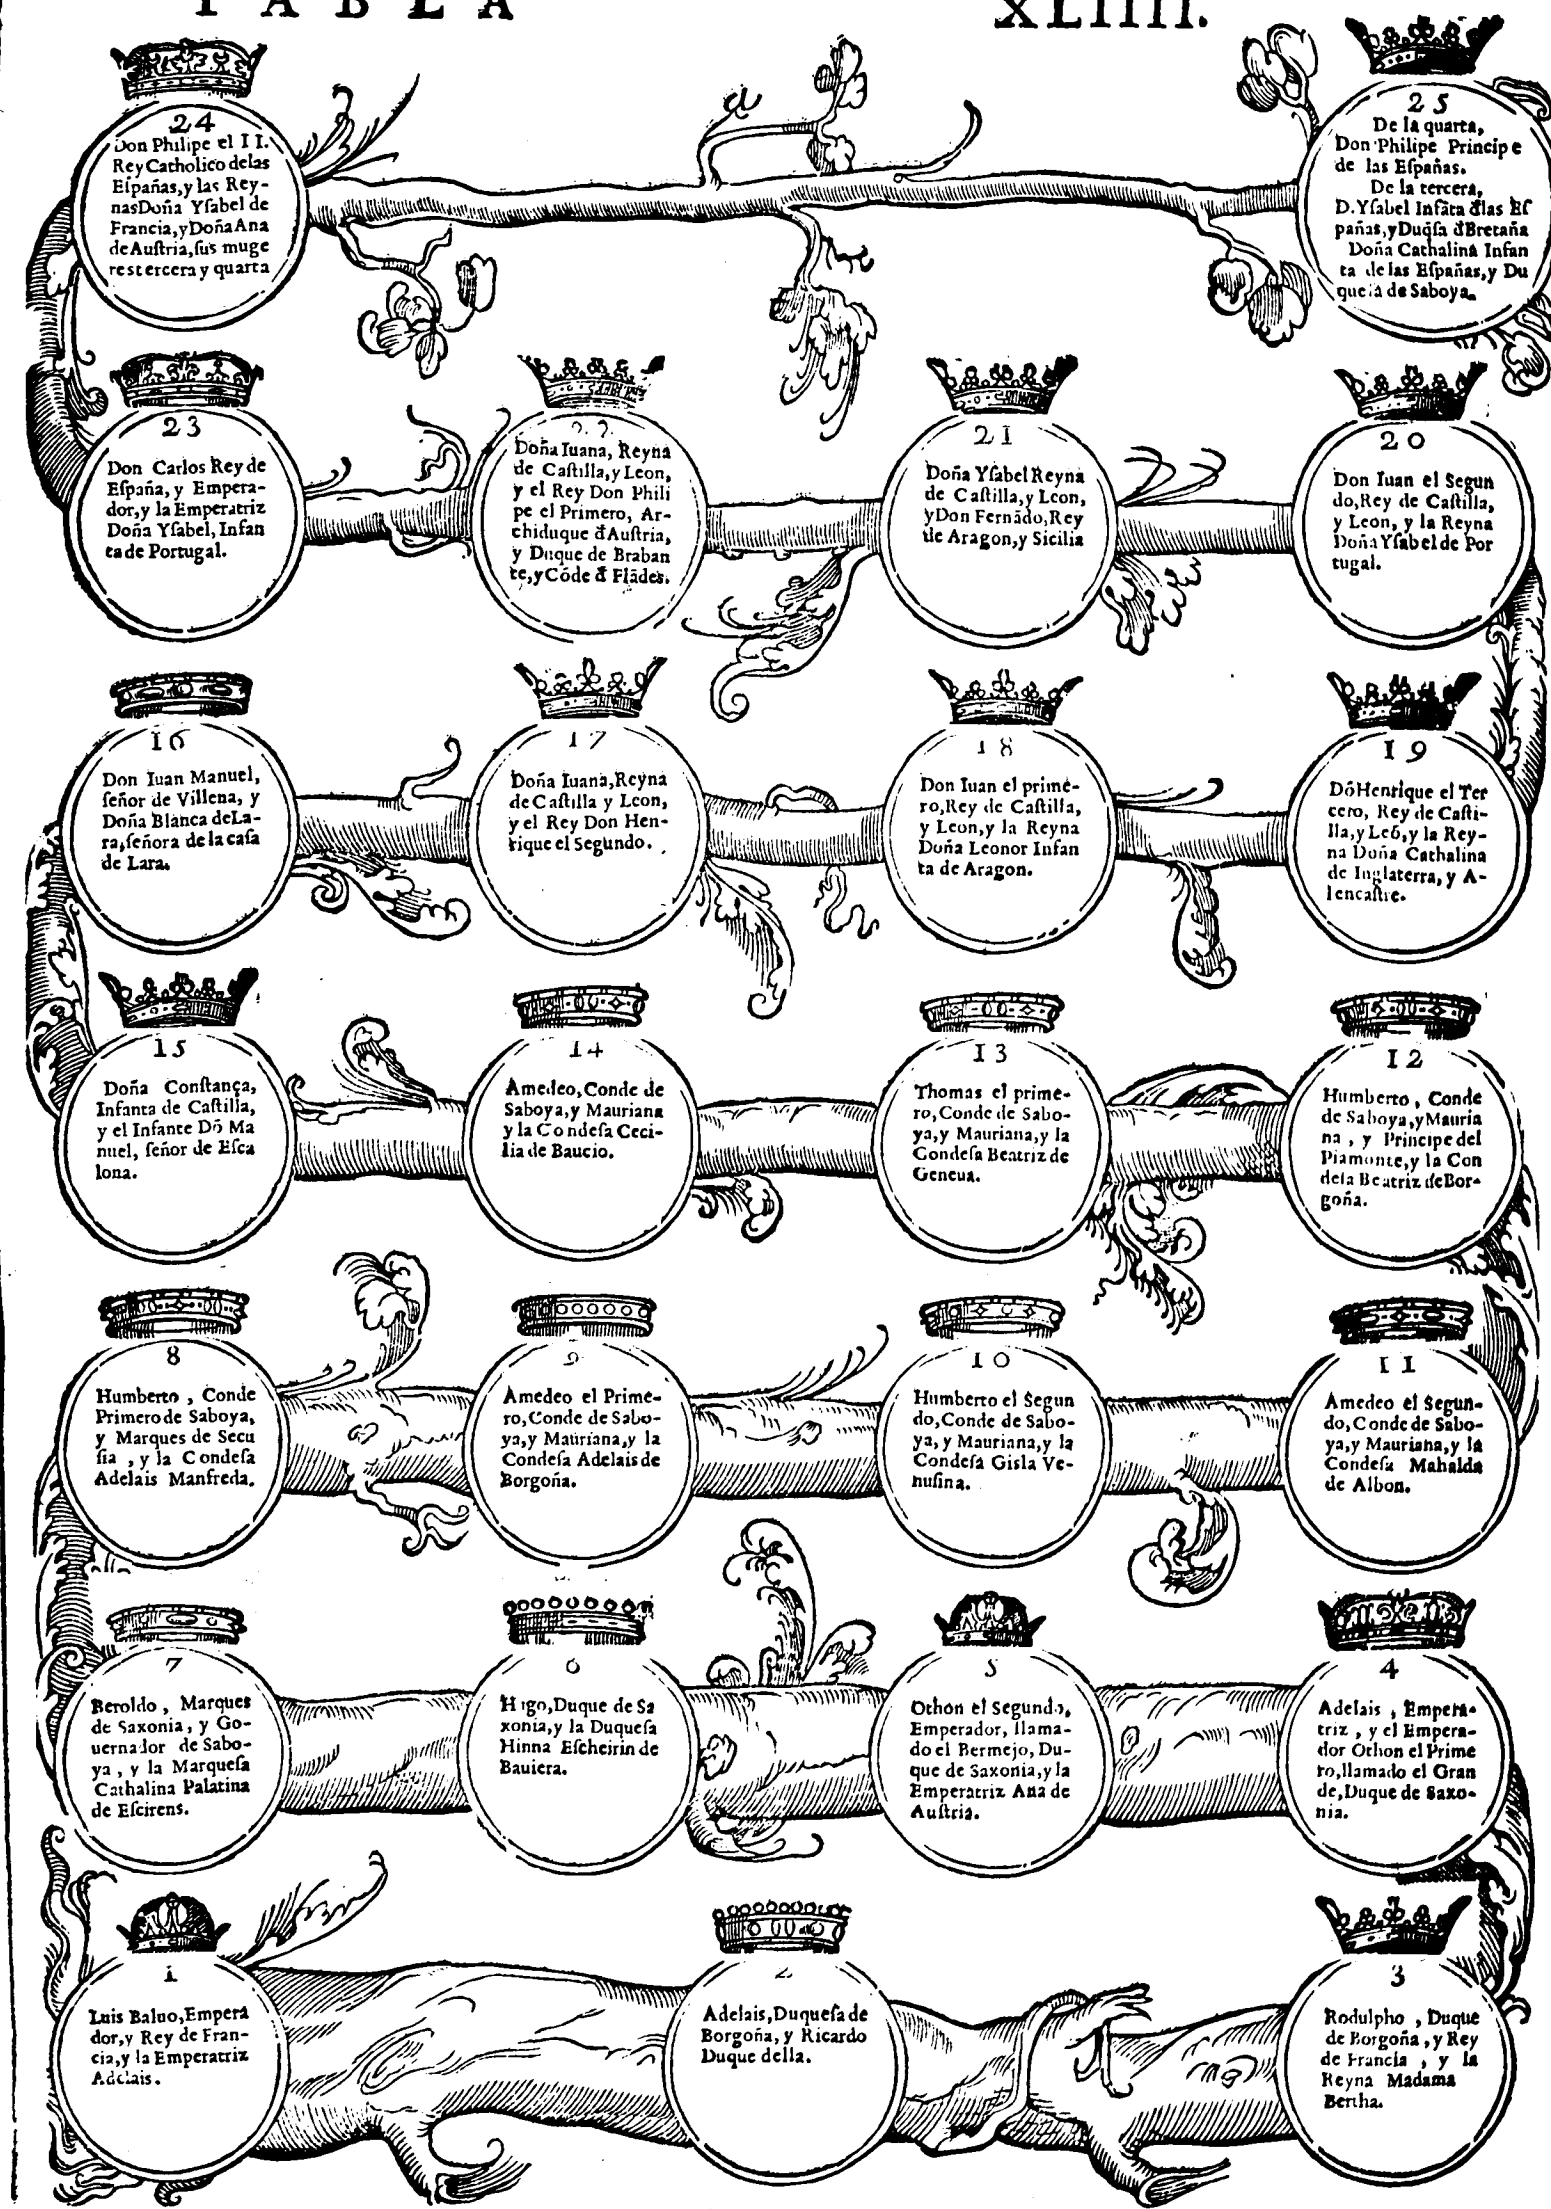 TABLA XLIIII.
24
Don Philipe el II.
Rey Catholico delas
Eſpañas, y las Rey-
nas Doña Yſabel de
Francia, y Doña Ana
de Auſtria, ſus muge
res tercera y quarta
25
De la quarta,
Don Philipe Principe
de las Eſpañas.
De la tercera,
D. Yſabel Infāta đlas Eſ
pañas, y Duq̃ſa đ Bretaña
Doña Cathalina Infan
ta de las Eſpañas, y Du
queſa de Saboya.
23
Don Carlos Rey de
Eſpaña, y Empera-
dor, y la Emperatriz
Doña Yſabel, Infan
ta de Portugal.
22
Doña Iuana, Reyna
de Caſtilla, y Leon,
y el Rey Don Phili
pe el Primero, Ar-
chiduque đ Auſtria,
y Duque de Braban
te, y Cōde đ Flādes.
21
Doña Yſabel Reyna
de Caſtilla, y Leon,
y Don Fernādo, Rey
de Aragon, y Sicilia
20
Don Iuan el Segun
do, Rey de Caſtilla,
y Leon, y la Reyna
Doña Yſabel de Por
tugal.
16
Don Iuan Manuel,
ſeñor de Villena, y
Doña Blanca de La-
ra, ſeñora de la caſa
de Lara.
17
Doña Iuana, Reyna
de Caſtilla y Leon,
y el Rey Don Hen-
rique el Segundo.
18
Don Iuan el prime-
ro, Rey de Caſtilla,
y Leon, y la Reyna
Doña Leonor Infan
ta de Aragon.
19
Dō Henrique el Ter
cero, Rey de Caſti-
lla, y Leō, y la Rey-
na Doña Cathalina
de Inglaterra, y A-
lencaſtre.
15
Doña Conſtança,
Infanta de Caſtilla,
y el Infante Dō Ma
nuel, ſeñor de Eſca
lona.
14
Amedeo, Conde de
Saboya, y Mauriana
y la Condeſa Ceci-
lia de Baucio.
13
Thomas el prime-
ro, Conde de Sabo-
ya, y Mauriana, y la
Condeſa Beatriz de
Geneua.
12
Humberto, Conde
de Saboya, y Mauria
na, y Principe del
Piamonte, y la Con
deſa Beatriz de Bor-
goña.
8
Humberto, Conde
Primero de Saboya,
y Marques de Secu
ſia, y la Condeſa
Adelais Manfreda.
9
Amedeo el Prime-
ro, Conde de Sabo-
ya, y Mauriana, y la
Condeſa Adelais de
Borgoña.
10
Humberto el Segun
do, Conde de Sabo-
ya, y Mauriana, y la
Condeſa Gisla Ve-
nuſina.
11
Amedeo el Segun-
do, Conde de Sabo-
ya, y Mauriana, y la
Condeſa Mahalda
de Albon.
7
Beroldo, Marques
de Saxonia, y Go-
uernador de Sabo-
ya, y la Marqueſa
Cathalina Palatina
de Eſcirens.
6
Hugo, Duque de Sa
xonia, y la Duqueſa
Hinna Eſcheirin de
Bauiera.
5
Othon el Segundo,
Emperador, llama-
do el Bermejo, Du-
que de Saxonia, y la
Emperatriz Ana de
Auſtria.
4
Adelais, Empera-
triz, y el Empera-
dor Othon el Prime
ro, llamado el Gran
de, Duque de Saxo-
nia.
1
Luis Baluo, Empera
dor, y Rey de Fran-
cia, y la Emperatriz
Adelais.
2
Adelais, Duqueſa de
Borgoña, y Ricardo
Duque della.
3
Rodulpho, Duque
de Borgoña, y Rey
de Francia, y la
Reyna Madama
Bertha.